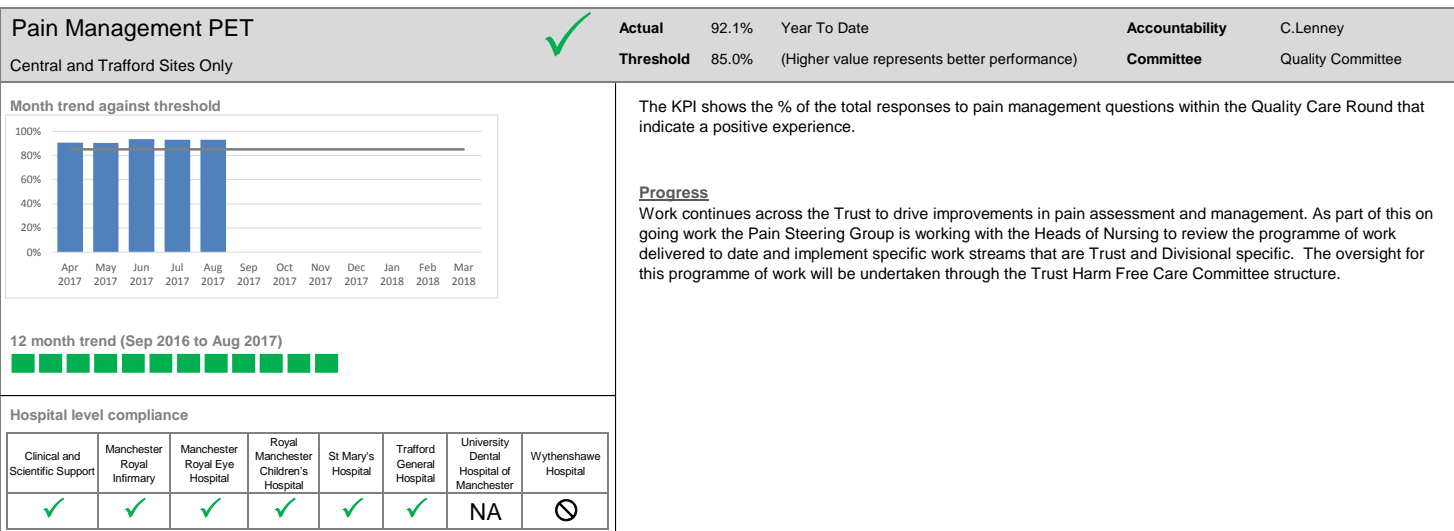 Pain Management PET
Central and Trafford Sites Only
Actual 92.1% Year To Date Accountability C.Lenney
Threshold 85.0% (Higher value represents better performance) Committee Quality Committee
Month trend against threshold
100%
80%
60%
40%
20%
0%
Apr May Jun Jul Aug Sep Oct Nov Dec Jan Feb Mar
2017 2017 2017 2017 2017 2017 2017 2017 2017 2018 2018 2018
12 month trend (Sep 2016 to Aug 2017)
Hospital level compliance
Clinical and
Scientific Support
Manchester
Royal
Infirmary
Manchester
Royal Eye
Hospital
Royal
Manchester
Children's
Hospital
St Mary's
Hospital
Trafford
General
Hospital
University
Dental
Hospital of
Manchester
Wythenshawe
Hospital
NA
The KPI shows the % of the total responses to pain management questions within the Quality Care Round that
indicate a positive experience.
Progress
Work continues across the Trust to drive improvements in pain assessment and management. As part of this on
going work the Pain Steering Group is working with the Heads of Nursing to review the programme of work
delivered to date and implement specific work streams that are Trust and Divisional specific. The oversight for
this programme of work will be undertaken through the Trust Harm Free Care Committee structure.